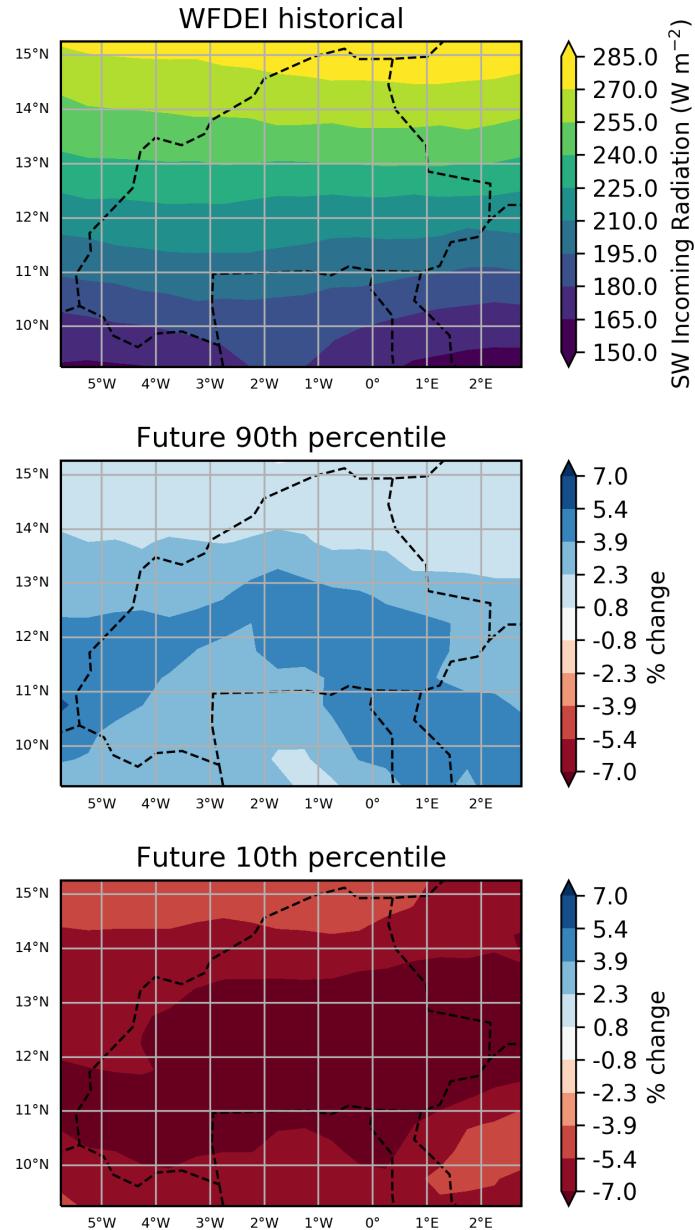 WFDEI historical
15°N
14°N
13°N
12°N
11°N
10°N
5°W 4°W 3°W 2°W 1°W 0° 1°E 2°E
285.0
270.0
255.0
240.0
225.0
210.0
195.0
180.0
165.0
150.0
SW Incoming Radiation (W m⁻²)
Future 90th percentile
15°N
14°N
13°N
12°N
11°N
10°N
5°W 4°W 3°W 2°W 1°W 0° 1°E 2°E
7.0
5.4
3.9
2.3
0.8
-0.8
-2.3
-3.9
-5.4
-7.0
% change
Future 10th percentile
15°N
14°N
13°N
12°N
11°N
10°N
5°W 4°W 3°W 2°W 1°W 0° 1°E 2°E
7.0
5.4
3.9
2.3
0.8
-0.8
-2.3
-3.9
-5.4
-7.0
% change